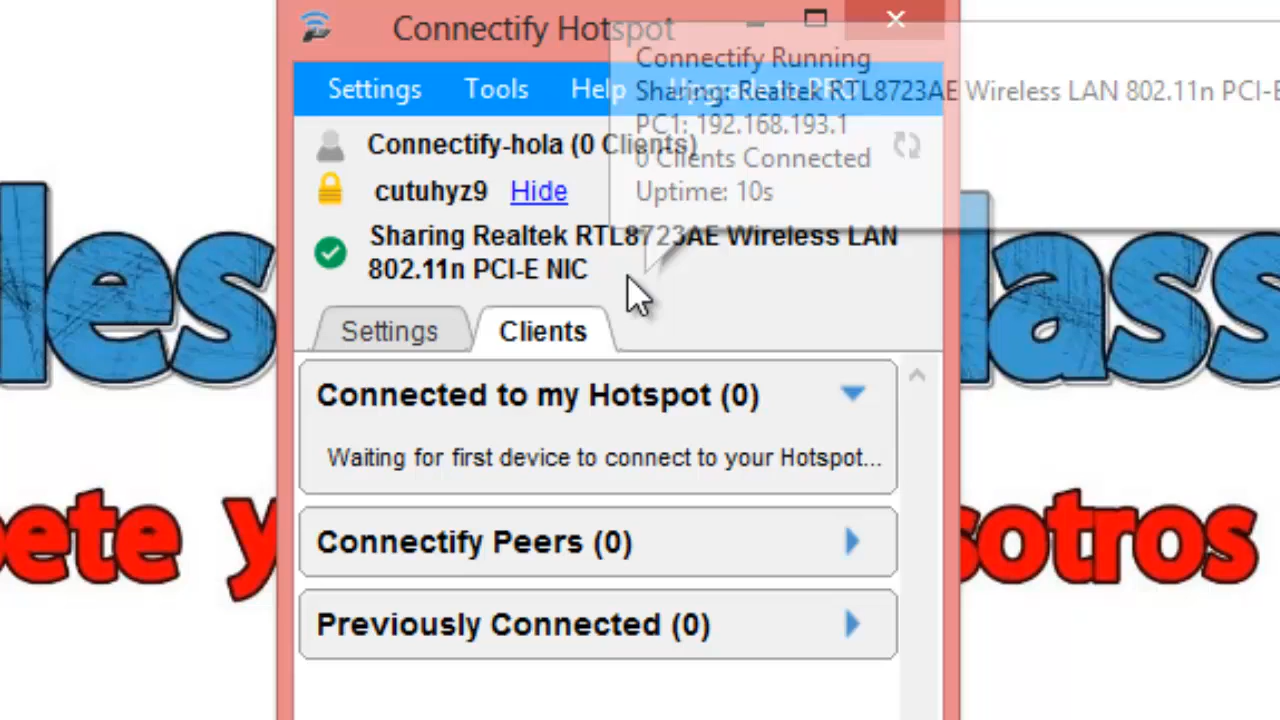 Connectify Hotspot
Connectify Running
Settings Tools Help Upgrade to PRO
Sharing: Realtek RTL8723AE Wireless LAN 802.11n PCI-E
PC1: 192.168.193.1
Connectify-hola (0 Clients)
0 Clients Connected
cutuhyz9 Hide
Uptime: 10s
Sharing Realtek RTL8723AE Wireless LAN
802.11n PCI-E NIC
Settings Clients
Connected to my Hotspot (0)
Waiting for first device to connect to your Hotspot...
Connectify Peers (0)
Previously Connected (0)
les lass
ete y sotros